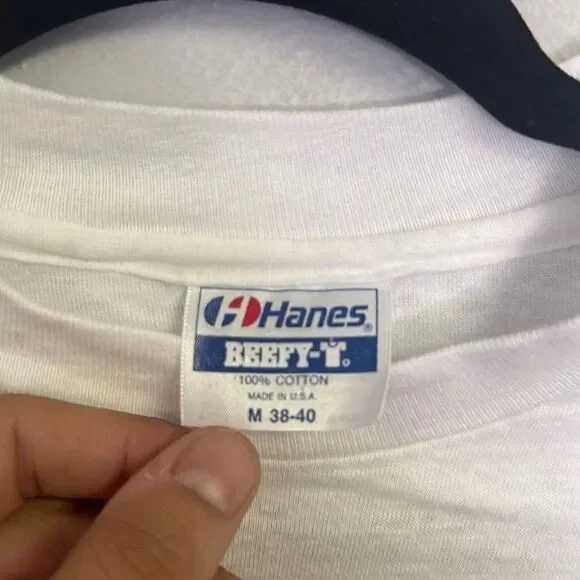 Hanes®
BEEFY-T®
100% COTTON
MADE IN U.S.A.
M 38-40